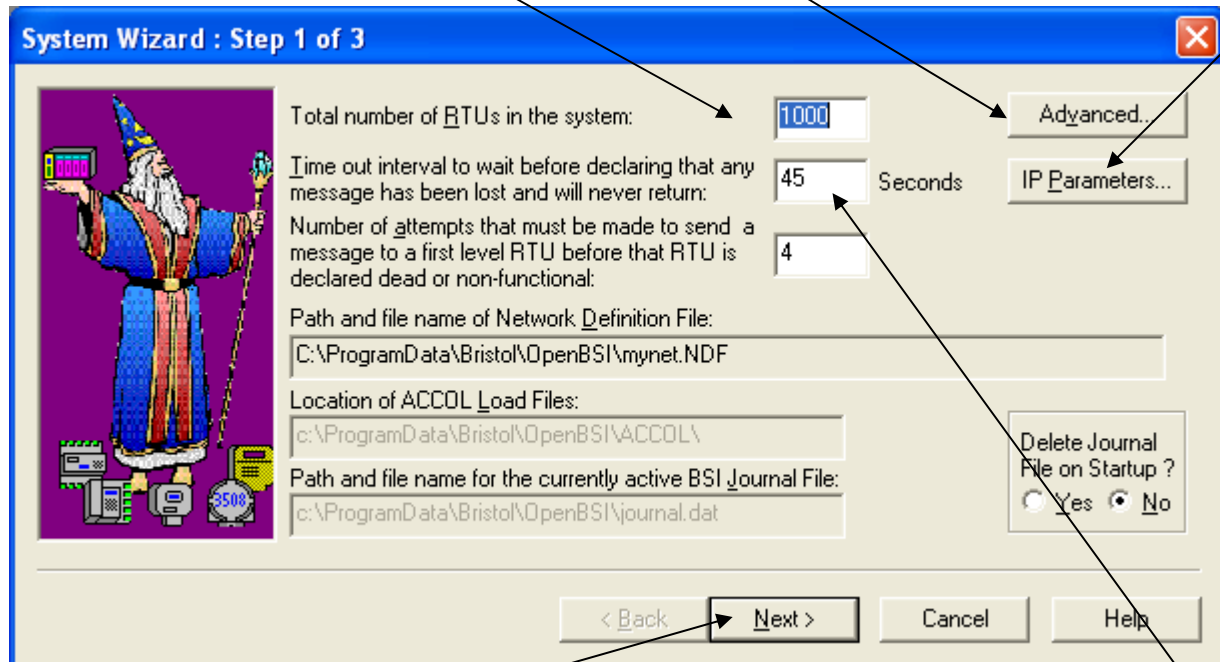 System Wizard : Step 1 of 3
Total number of RTUs in the system:
1000
Advanced...
Time out interval to wait before declaring that any
message has been lost and will never return:
45
Seconds
IP Parameters...
Number of attempts that must be made to send a
message to a first level RTU before that RTU is
declared dead or non-functional:
4
Path and file name of Network Definition File:
C:\ProgramData\Bristol\OpenBSI\mynet.NDF
Location of ACCOL Load Files:
c:\ProgramData\Bristol\OpenBSI\ACCOL\
Path and file name for the currently active BSI Journal File:
c:\ProgramData\Bristol\OpenBSI\journal.dat
Delete Journal
File on Startup ?
Yes No
3508
< Back
Next >
Cancel
Help